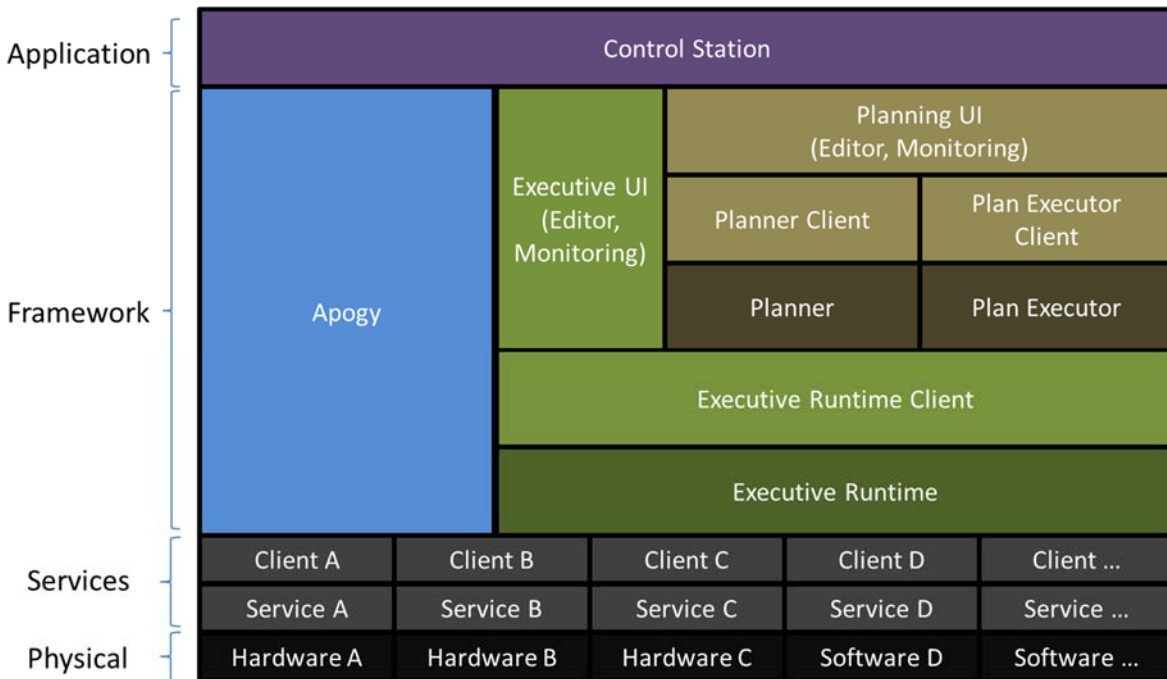 Application
Control Station
Framework
Apogy
Executive UI
(Editor,
Monitoring)
Planning UI
(Editor, Monitoring)
Planner Client
Plan Executor
Client
Planner
Plan Executor
Executive Runtime Client
Executive Runtime
Services
Client A
Client B
Client C
Client D
Client ...
Service A
Service B
Service C
Service D
Service ...
Physical
Hardware A
Hardware B
Hardware C
Software D
Software ...